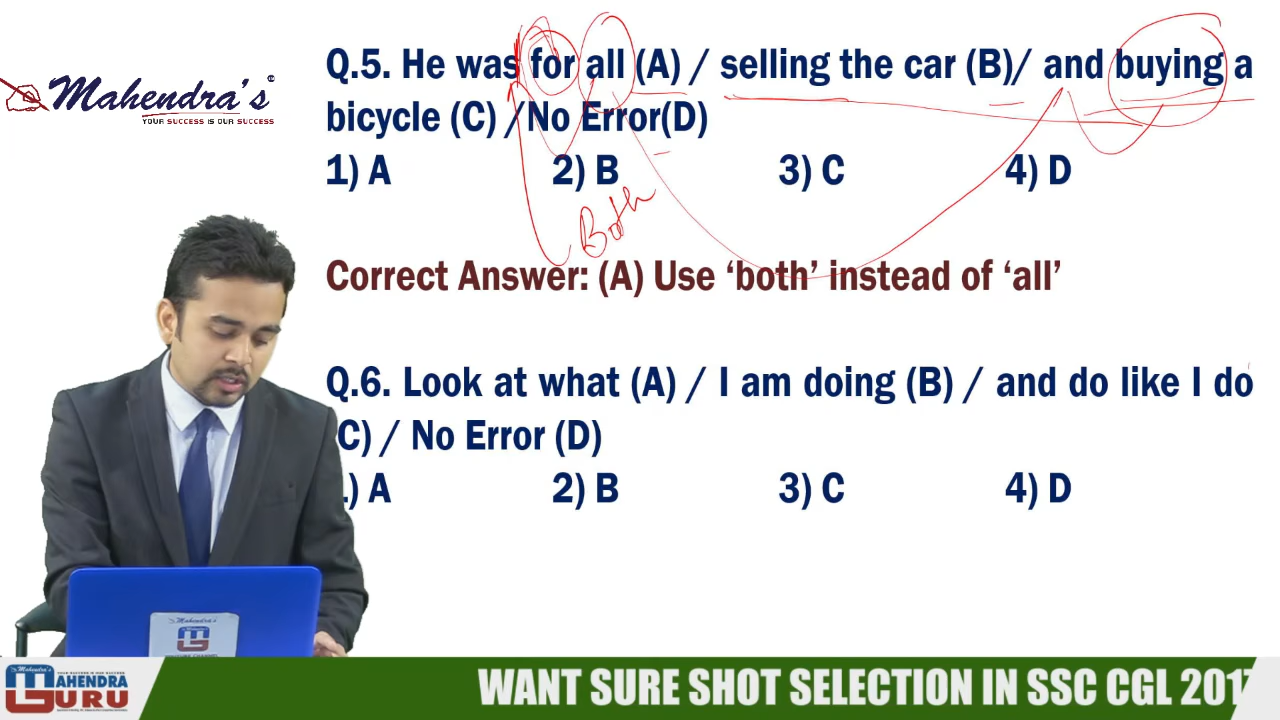 Mahendra's
YOUR SUCCESS IS OUR SUCCESS
Q.5. He was for all (A) / selling the car (B)/ and buying a
bicycle (C) /No Error(D)
1) A 2) B 3) C 4) D
Both
Correct Answer: (A) Use ‘both’ instead of ‘all’
Q.6. Look at what (A) / I am doing (B) / and do like I do
C) / No Error (D)
) A 2) B 3) C 4) D
Mahendra's
MAHENDRA
GURU
WANT SURE SHOT SELECTION IN SSC CGL 201